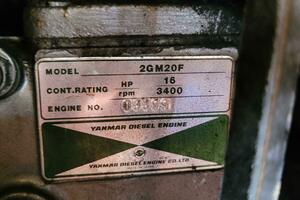 MODEL 2GM20F
CONT. RATING HP 16
rpm 3400
ENGINE NO.
YANMAR DIESEL ENGINE
YANMAR DIESEL ENGINE CO.,LTD.